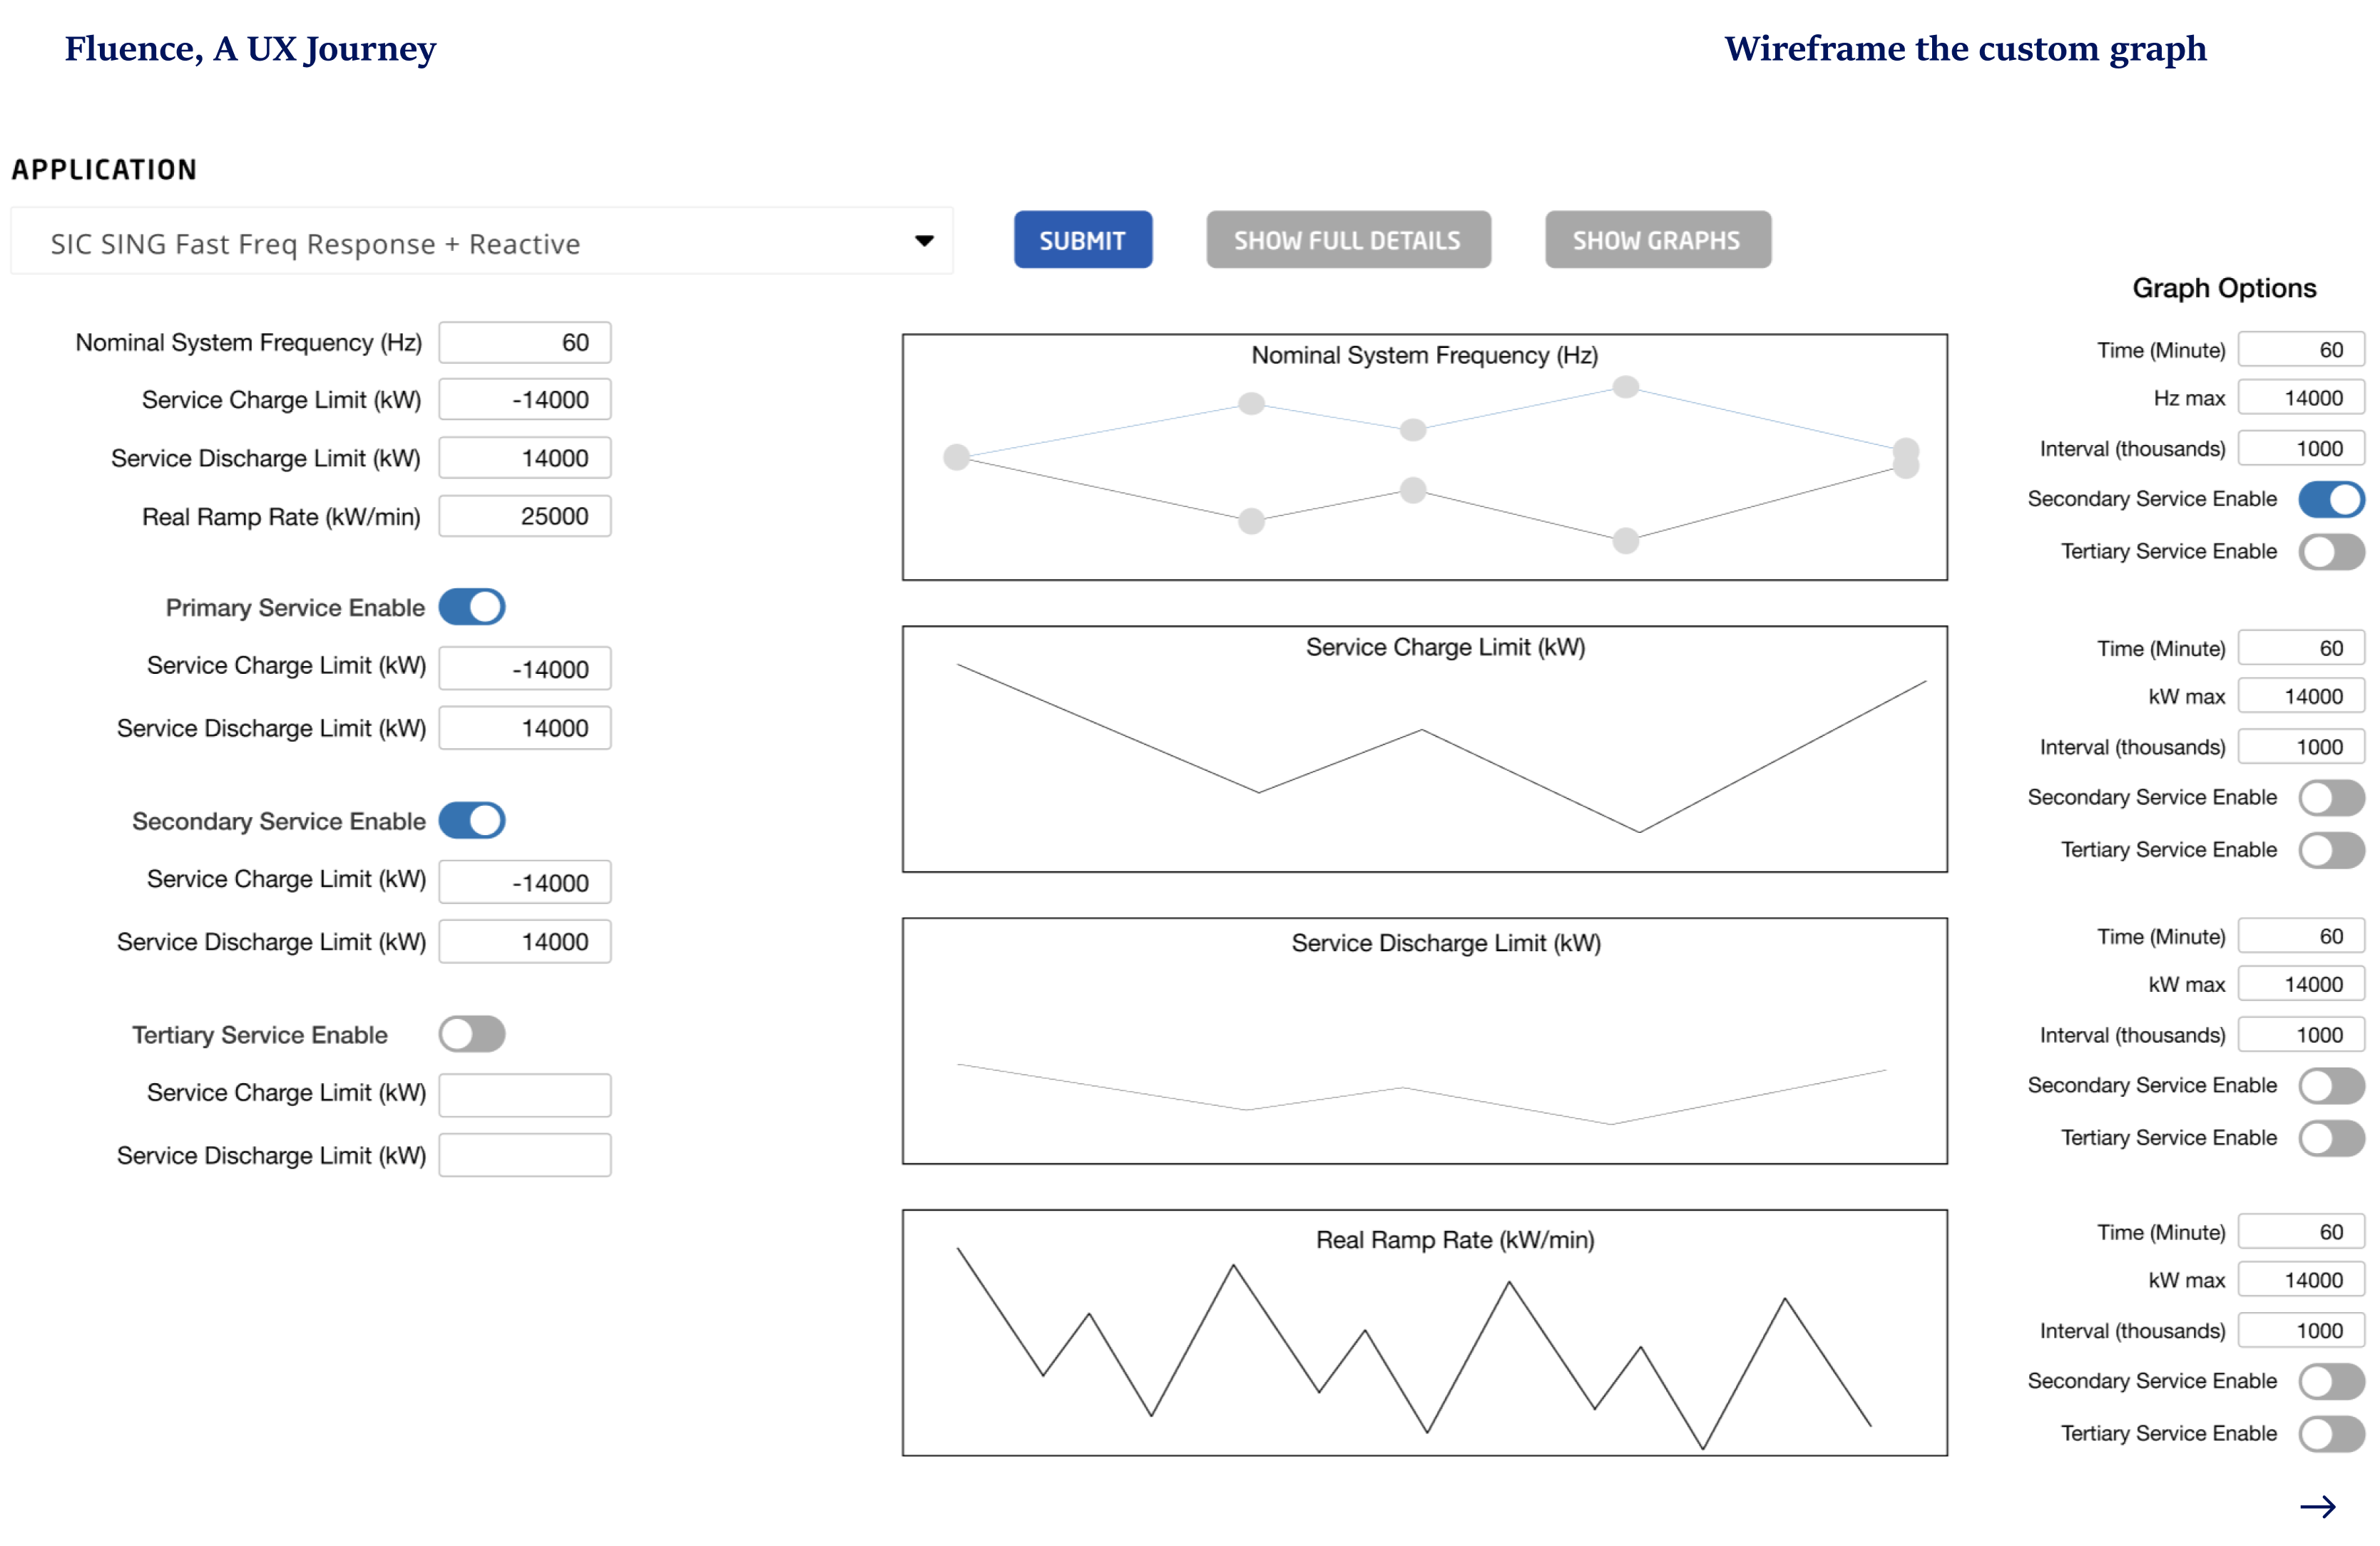 Fluence, A UX Journey
Wireframe the custom graph
APPLICATION
SIC SING Fast Freq Response + Reactive
SUBMIT
SHOW FULL DETAILS
SHOW GRAPHS
Nominal System Frequency (Hz) 60
Service Charge Limit (kW) -14000
Service Discharge Limit (kW) 14000
Real Ramp Rate (kW/min) 25000
Primary Service Enable
Service Charge Limit (kW) -14000
Service Discharge Limit (kW) 14000
Secondary Service Enable
Service Charge Limit (kW) -14000
Service Discharge Limit (kW) 14000
Tertiary Service Enable
Service Charge Limit (kW)
Service Discharge Limit (kW)
Nominal System Frequency (Hz)
Service Charge Limit (kW)
Service Discharge Limit (kW)
Real Ramp Rate (kW/min)
Graph Options
Time (Minute) 60
Hz max 14000
Interval (thousands) 1000
Secondary Service Enable
Tertiary Service Enable
Time (Minute) 60
kW max 14000
Interval (thousands) 1000
Secondary Service Enable
Tertiary Service Enable
Time (Minute) 60
kW max 14000
Interval (thousands) 1000
Secondary Service Enable
Tertiary Service Enable
Time (Minute) 60
kW max 14000
Interval (thousands) 1000
Secondary Service Enable
Tertiary Service Enable